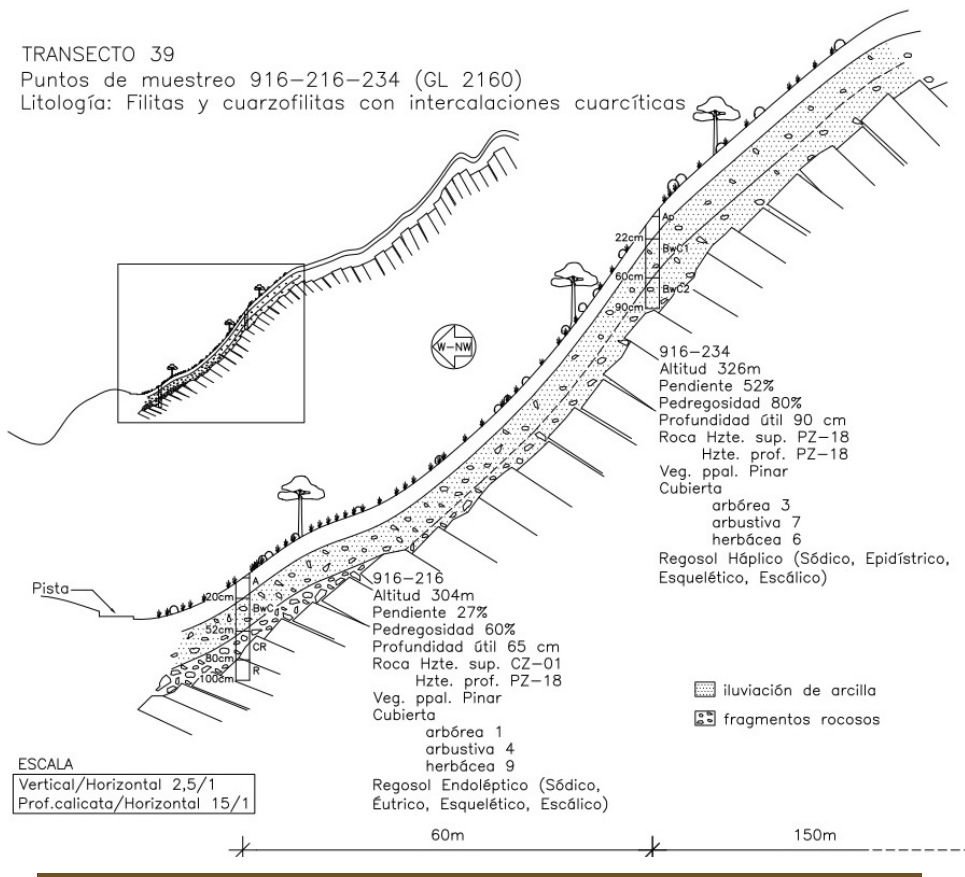 TRANSECTO 39
Puntos de muestreo 916-216-234 (GL 2160)
Litología: Filitas y cuarzofilitas con intercalaciones cuarcíticas
W-NW
Ap
22cm
BwC1
60cm
BwC2
90cm
916-234
Altitud 326m
Pendiente 52%
Pedregosidad 80%
Profundidad útil 90 cm
Roca Hzte. sup. PZ-18
Hzte. prof. PZ-18
Veg. ppal. Pinar
Cubierta
arbórea 3
arbustiva 7
herbácea 6
Regosol Háplico (Sódico, Epidístrico,
Esquelético, Escálico)
Pista
A
20cm
BwC
52cm
CR
80cm
R
100cm
916-216
Altitud 304m
Pendiente 27%
Pedregosidad 60%
Profundidad útil 65 cm
Roca Hzte. sup. CZ-01
Hzte. prof. PZ-18
Veg. ppal. Pinar
Cubierta
arbórea 1
arbustiva 4
herbácea 9
Regosol Endoléptico (Sódico,
Éutrico, Esquelético, Escálico)
iluviación de arcilla
fragmentos rocosos
ESCALA
Vertical/Horizontal 2,5/1
Prof.calicata/Horizontal 15/1
60m
150m